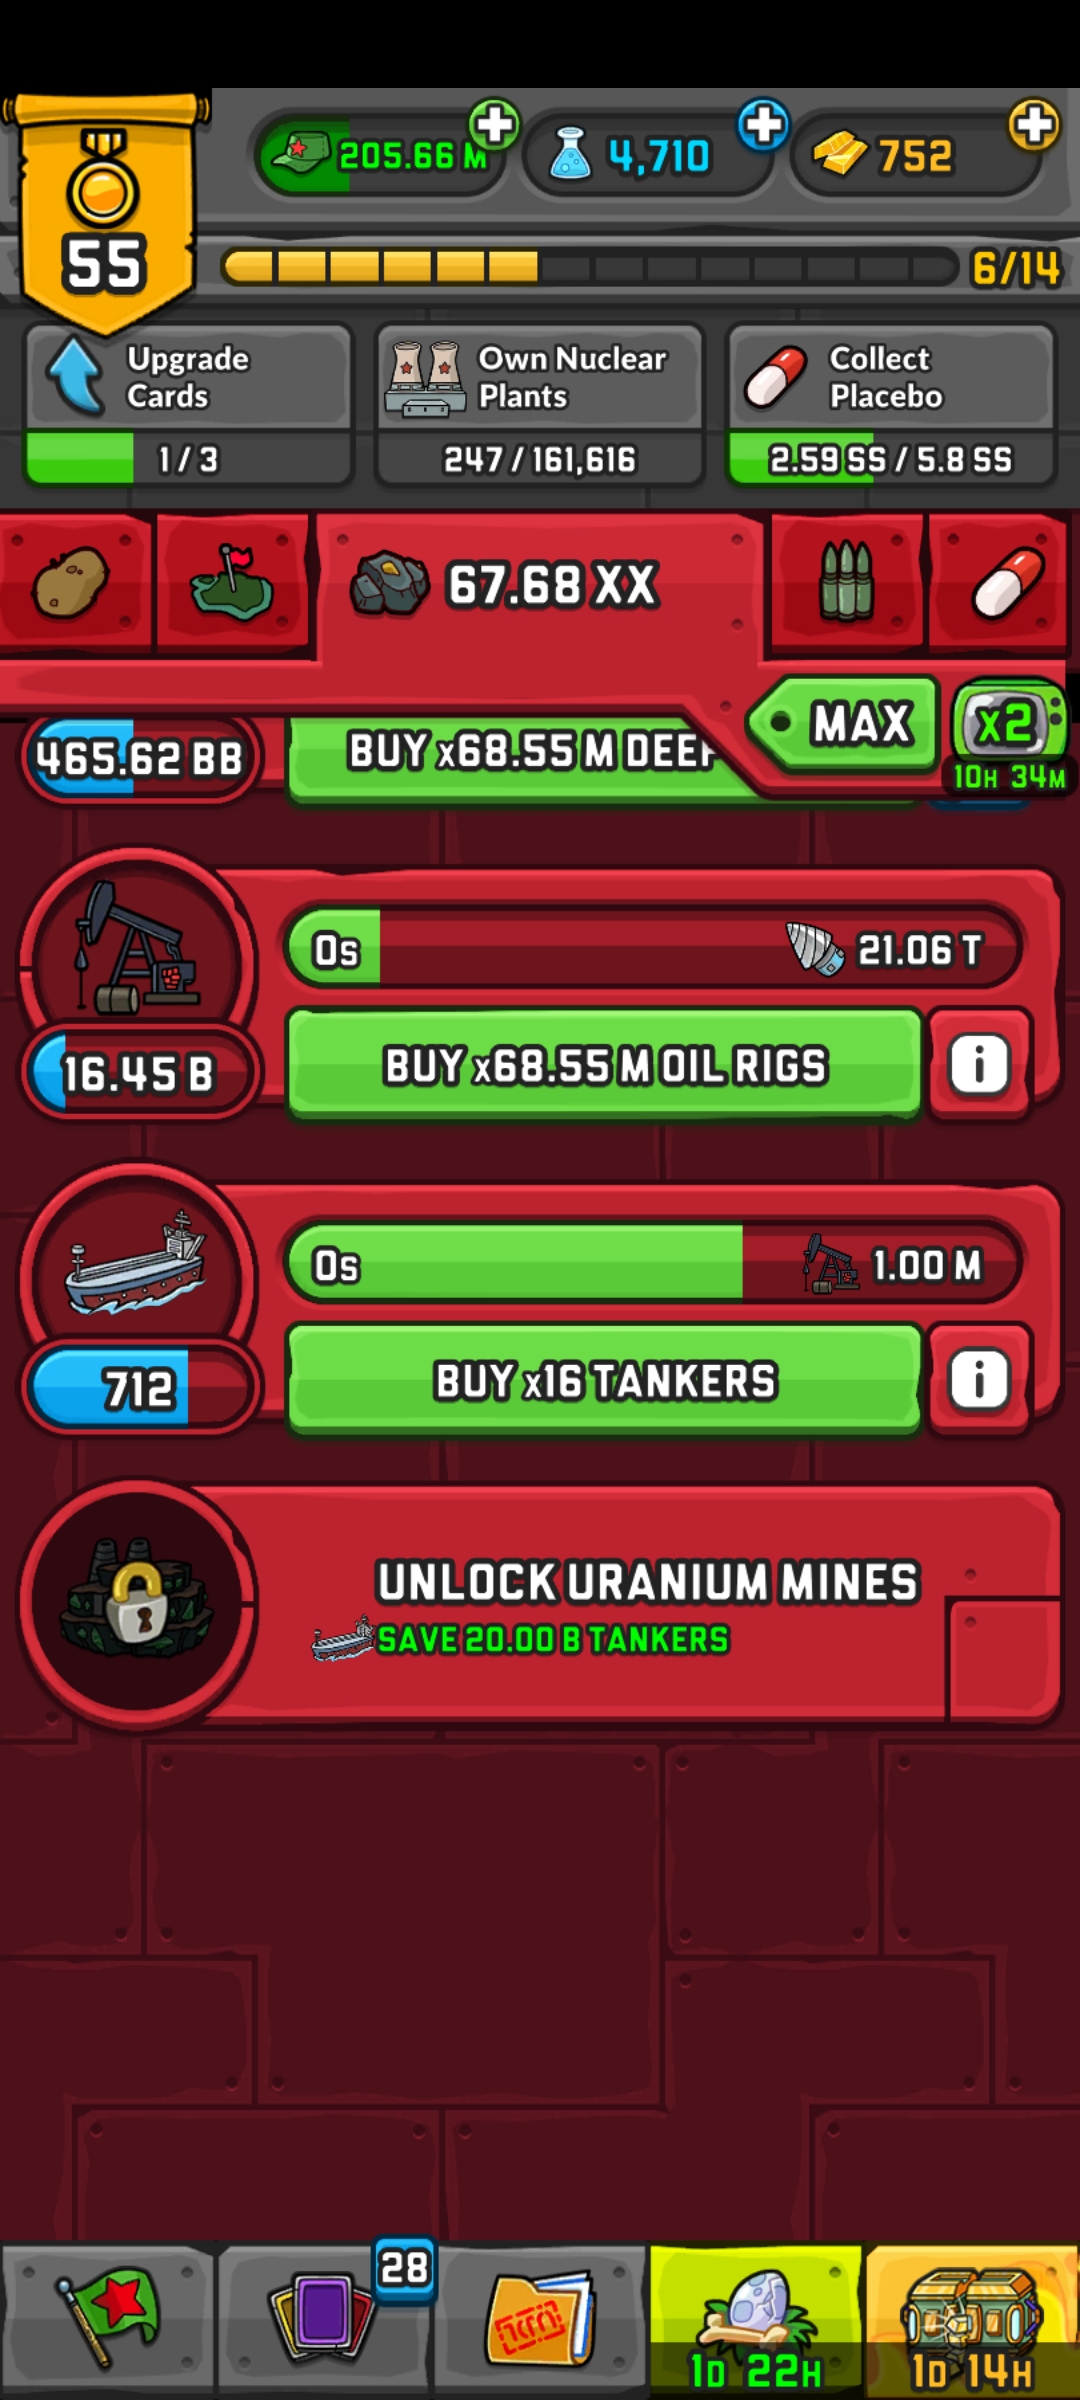 205.66 M
4,710
752
55
6/14
Upgrade
Cards
1 / 3
Own Nuclear
Plants
247 / 161,616
Collect
Placebo
2.59 SS / 5.8 SS
67.68 XX
MAX
x2
10H 34M
465.62 BB
BUY x68.55 M DEEP
0s
21.06 T
16.45 B
BUY x68.55 M OIL RIGS
i
0s
1.00 M
712
BUY x16 TANKERS
i
UNLOCK URANIUM MINES
SAVE 20.00 B TANKERS
28
1D 22H
1D 14H